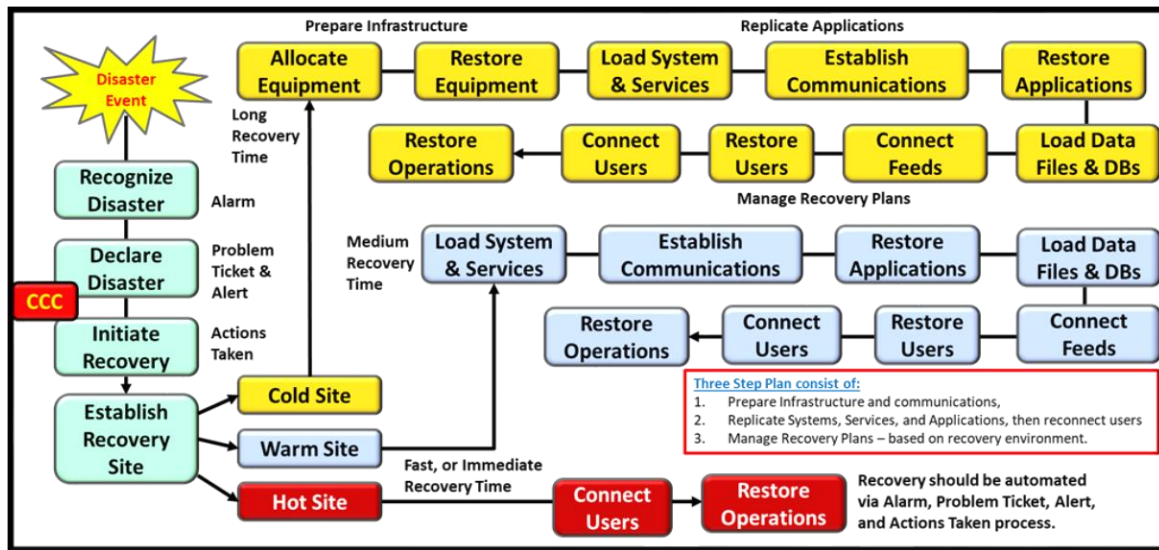 Prepare Infrastructure
Replicate Applications
Disaster
Event
Allocate
Equipment
Restore
Equipment
Load System
& Services
Establish
Communications
Restore
Applications
Long
Recovery
Time
Restore
Operations
Connect
Users
Restore
Users
Connect
Feeds
Load Data
Files & DBs
Manage Recovery Plans
Recognize
Disaster
Alarm
Declare
Disaster
Problem
Ticket &
Alert
CCC
Initiate
Recovery
Actions
Taken
Establish
Recovery
Site
Medium
Recovery
Time
Load System
& Services
Establish
Communications
Restore
Applications
Load Data
Files & DBs
Restore
Operations
Connect
Users
Restore
Users
Connect
Feeds
Cold Site
Warm Site
Hot Site
Three Step Plan consist of:
1. Prepare Infrastructure and communications,
2. Replicate Systems, Services, and Applications, then reconnect users
3. Manage Recovery Plans – based on recovery environment.
Fast, or Immediate
Recovery Time
Connect
Users
Restore
Operations
Recovery should be automated
via Alarm, Problem Ticket, Alert,
and Actions Taken process.